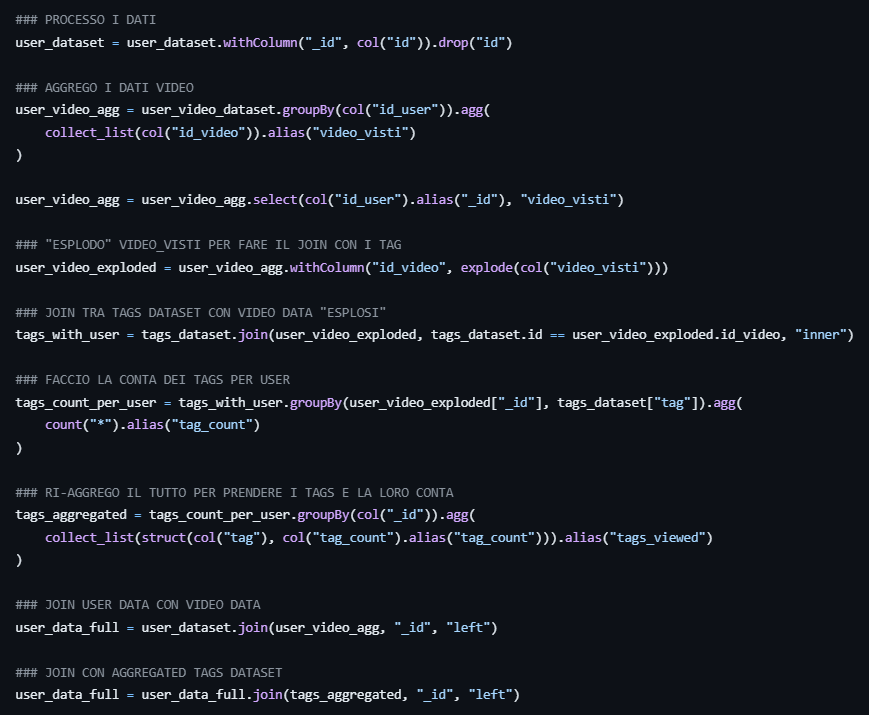 ### PROCESSO I DATI
user_dataset = user_dataset.withColumn("_id", col("id")).drop("id")
### AGGREGO I DATI VIDEO
user_video_agg = user_video_dataset.groupBy(col("id_user")).agg(
collect_list(col("id_video")).alias("video_visti")
)
user_video_agg = user_video_agg.select(col("id_user").alias("_id"), "video_visti")
### "ESPLODO" VIDEO_VISTI PER FARE IL JOIN CON I TAG
user_video_exploded = user_video_agg.withColumn("id_video", explode(col("video_visti")))
### JOIN TRA TAGS DATASET CON VIDEO DATA "ESPLOSI"
tags_with_user = tags_dataset.join(user_video_exploded, tags_dataset.id == user_video_exploded.id_video, "inner")
### FACCIO LA CONTA DEI TAGS PER USER
tags_count_per_user = tags_with_user.groupBy(user_video_exploded["_id"], tags_dataset["tag"]).agg(
count("*").alias("tag_count")
)
### RI-AGGREGO IL TUTTO PER PRENDERE I TAGS E LA LORO CONTA
tags_aggregated = tags_count_per_user.groupBy(col("_id")).agg(
collect_list(struct(col("tag"), col("tag_count").alias("tag_count"))).alias("tags_viewed")
)
### JOIN USER DATA CON VIDEO DATA
user_data_full = user_dataset.join(user_video_agg, "_id", "left")
### JOIN CON AGGREGATED TAGS DATASET
user_data_full = user_data_full.join(tags_aggregated, "_id", "left")